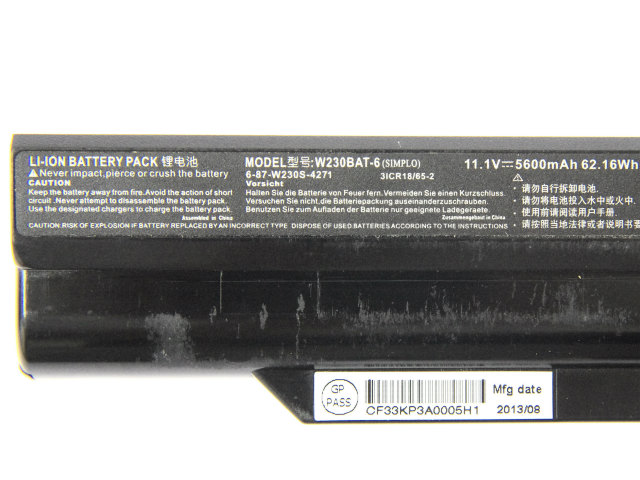 LI-ION BATTERY PACK 锂电池
⚠Never impact,pierce or crush the battery
CAUTION
Keep the battery away from fire.Avoid the action of short
circuit .Never attempt to disassemble the battery pack.
Use the designated chargers to charge this battery only.
Assembled in China
MODEL型号:W230BAT-6(SIMPLO)
6-87-W230S-4271 3ICR18/65-2
Vorsicht
Halten Sie die Batterie von Feuer fern.Vermeiden Sie einen Kurzschluss
Versuchen Sie nicht,die Batteriepackung auseinanderzuschrauben.
Benutzen Sie zum Aufladen der Batterie nur geeignete Ladegeraete.
Zusammengebaut in China
11.1V⎓5600mAh 62.16Wh
⚠
· 请勿自行拆卸电池.
· 请勿将电池投入水中或火中.
· 使用前请阅读用户手册.
· 请按照当地法律或者说明书要
CAUTION:RISK OF EXPLOSION IF BATTERY REPLACED BY AN INCORRECT TYPE DISPOSE OF USED BATTERIES ACCORDING TO THE INSTRUCTIONS
GP
PASS
CF33KP3A0005H1
Mfg date
2013/08